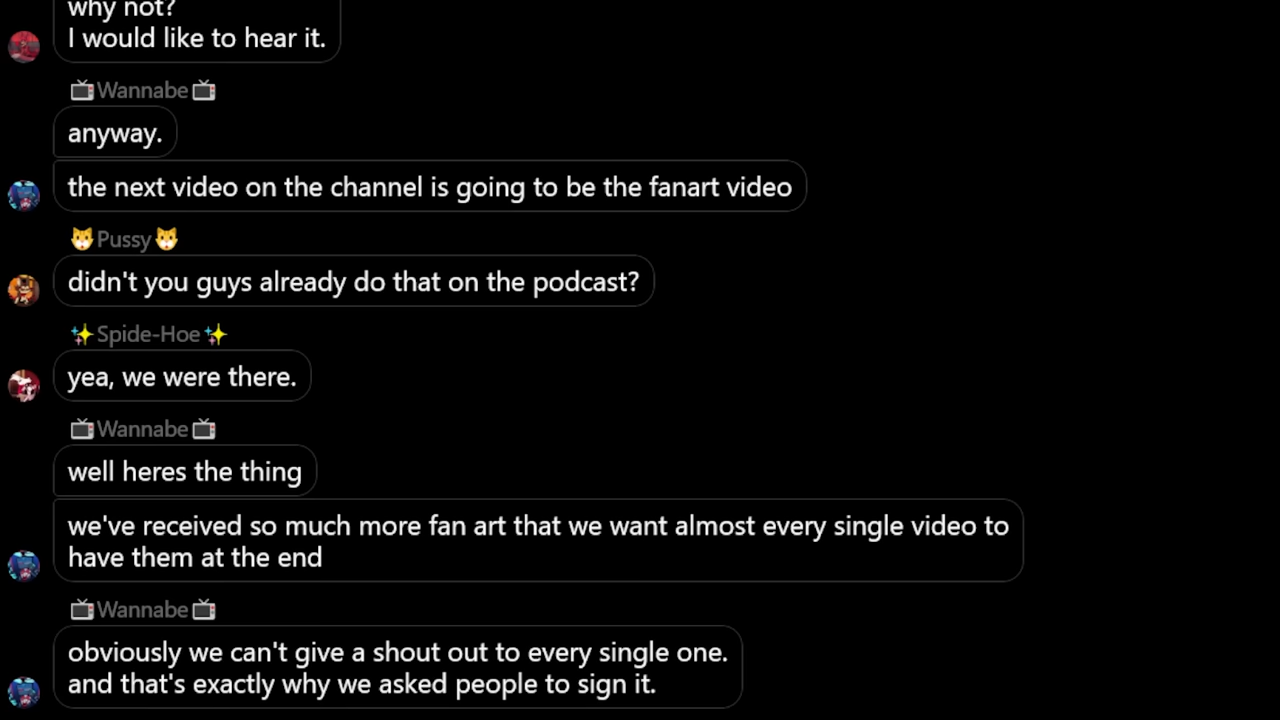 why not?
I would like to hear it.
📺Wannabe📺
anyway.
the next video on the channel is going to be the fanart video
🐱Pussy🐱
didn't you guys already do that on the podcast?
✨Spide-Hoe✨
yea, we were there.
📺Wannabe📺
well heres the thing
we've received so much more fan art that we want almost every single video to
have them at the end
📺Wannabe📺
obviously we can't give a shout out to every single one.
and that's exactly why we asked people to sign it.